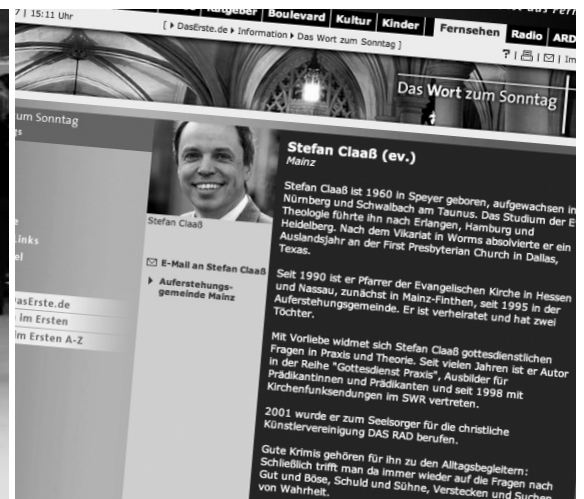 7 | 15:11 Uhr
Ratgeber Boulevard Kultur Kinder Fernsehen Radio ARD
[ DasErste.de Information Das Wort zum Sonntag ]
? | | | Im
Das Wort zum Sonntag
um Sonntag
gs
e
inks
el
DasErste.de
im Ersten
Im Ersten A-Z
Stefan Claaß
E-Mail an Stefan Claaß
Auferstehungs-
gemeinde Mainz
Stefan Claaß (ev.)
Mainz
Stefan Claaß ist 1960 in Speyer geboren, aufgewachsen in
Nürnberg und Schwalbach am Taunus. Das Studium der E
Theologie führte ihn nach Erlangen, Hamburg und
Heidelberg. Nach dem Vikariat in Worms absolvierte er ein
Auslandsjahr an der First Presbyterian Church in Dallas,
Texas.
Seit 1990 ist er Pfarrer der Evangelischen Kirche in Hessen
und Nassau, zunächst in Mainz-Finthen, seit 1995 in der
Auferstehungsgemeinde. Er ist verheiratet und hat zwei
Töchter.
Mit Vorliebe widmet sich Stefan Claaß gottesdienstlichen
Fragen in Praxis und Theorie. Seit vielen Jahren ist er Autor
in der Reihe "Gottesdienst Praxis", Ausbilder für
Prädikantinnen und Prädikanten und seit 1998 mit
Kirchenfunksendungen im SWR vertreten.
2001 wurde er zum Seelsorger für die christliche
Künstlervereinigung DAS RAD berufen.
Gute Krimis gehören für ihn zu den Alltagsbegleitern:
Schließlich trifft man da immer wieder auf die Fragen nach
Gut und Böse, Schuld und Sühne, Verstecken und Suchen
von Wahrheit.